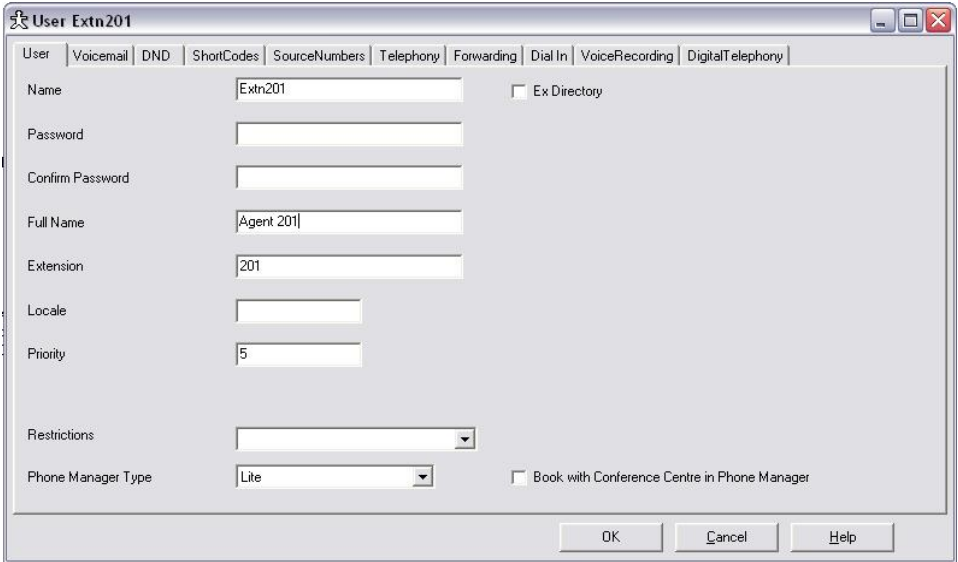 User Extn201
User Voicemail DND ShortCodes SourceNumbers Telephony Forwarding Dial In VoiceRecording DigitalTelephony
Name Extn201 Ex Directory
Password
Confirm Password
Full Name Agent 201
Extension 201
Locale
Priority 5
Restrictions
Phone Manager Type Lite Book with Conference Centre in Phone Manager
OK Cancel Help